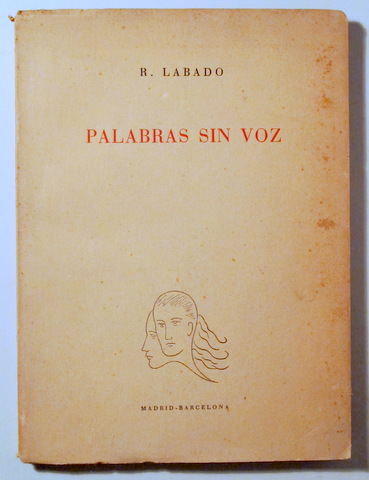 R. LABADO
PALABRAS SIN VOZ
MADRID-BARCELONA